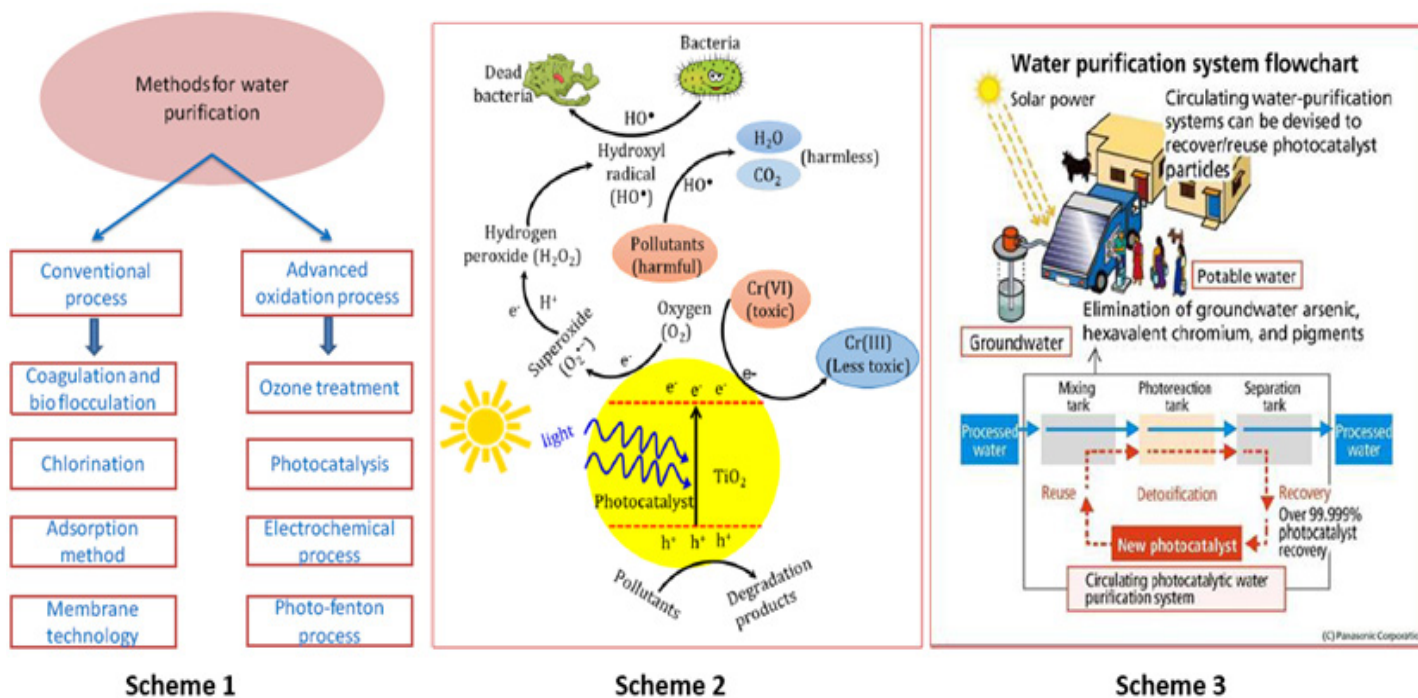 Methods for water
purification
Conventional
process
Advanced
oxidation process
Coagulation and
bio flocculation
Ozone treatment
Chlorination
Photocatalysis
Adsorption
method
Electrochemical
process
Membrane
technology
Photo-fenton
process
Scheme 1
Bacteria
Dead
bacteria
HO•
Hydroxyl
radical
(HO•)
H₂O
CO₂
(harmless)
HO•
Hydrogen
peroxide (H₂O₂)
Pollutants
(harmful)
e⁻ H⁺
Superoxide
(O₂•⁻)
Oxygen
(O₂)
e⁻
Cr(VI)
(toxic)
Cr(III)
(Less toxic)
e-
e⁻ e⁻ e⁻
light
TiO₂
Photocatalyst
h⁺ h⁺ h⁺
Pollutants
Degradation
products
Scheme 2
Water purification system flowchart
Solar power
Circulating water-purification
systems can be devised to
recover/reuse photocatalyst
particles
Potable water
Elimination of groundwater arsenic,
hexavalent chromium, and pigments
Groundwater
Mixing
tank
Photoreaction
tank
Separation
tank
Processed
water
Processed
water
Reuse
Detoxification
Recovery
Over 99.999%
photocatalyst
recovery
New photocatalyst
Circulating photocatalytic water
purification system
(C) Panasonic Corporatio
Scheme 3